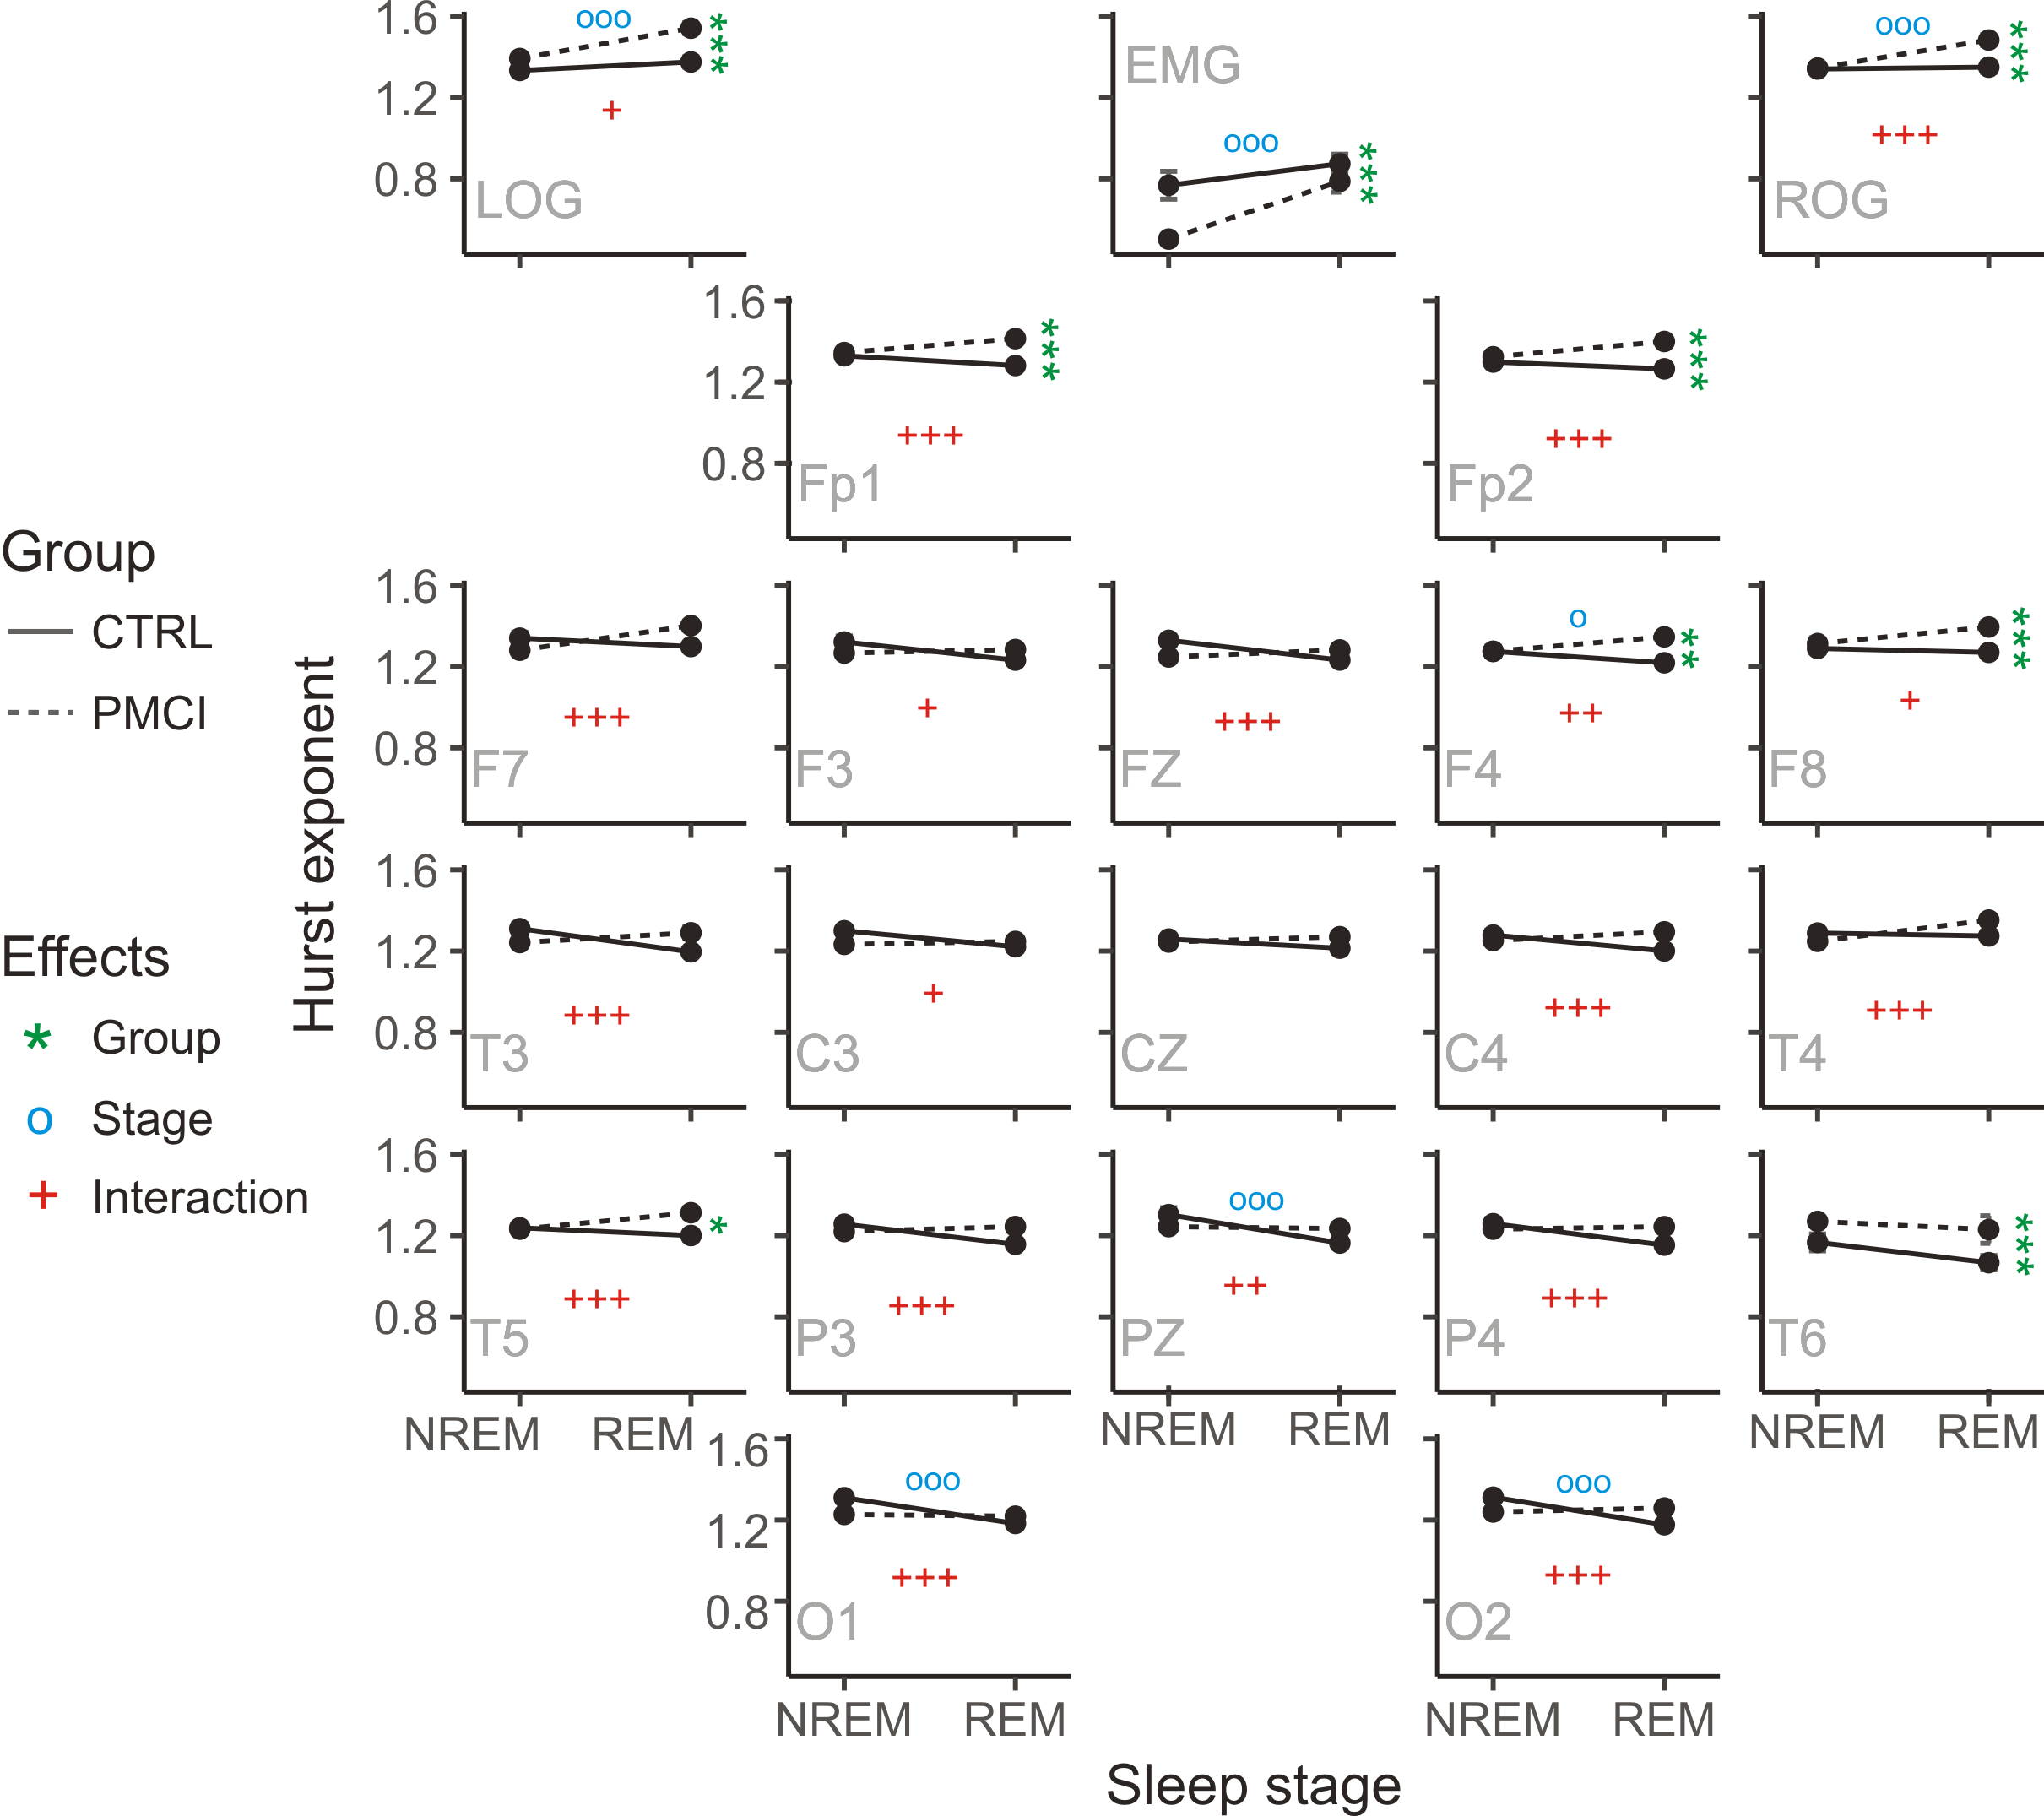 1.6
1.2
0.8
ooo
***
+
LOG
EMG
ooo
***
ooo
***
+++
ROG
1.6
1.2
0.8
***
+++
Fp1
***
+++
Fp2
Group
CTRL
PMCI
Effects
* Group
o Stage
+ Interaction
Hurst exponent
1.6
1.2
0.8
+++
F7
+
F3
+++
FZ
o
**
++
F4
***
+
F8
1.6
1.2
0.8
+++
T3
+
C3
CZ
+++
C4
+++
T4
1.6
1.2
0.8
*
+++
T5
+++
P3
ooo
++
PZ
+++
P4
***
T6
NREM REM
NREM REM
NREM REM
1.6
1.2
0.8
ooo
+++
O1
ooo
+++
O2
NREM REM
NREM REM
Sleep stage